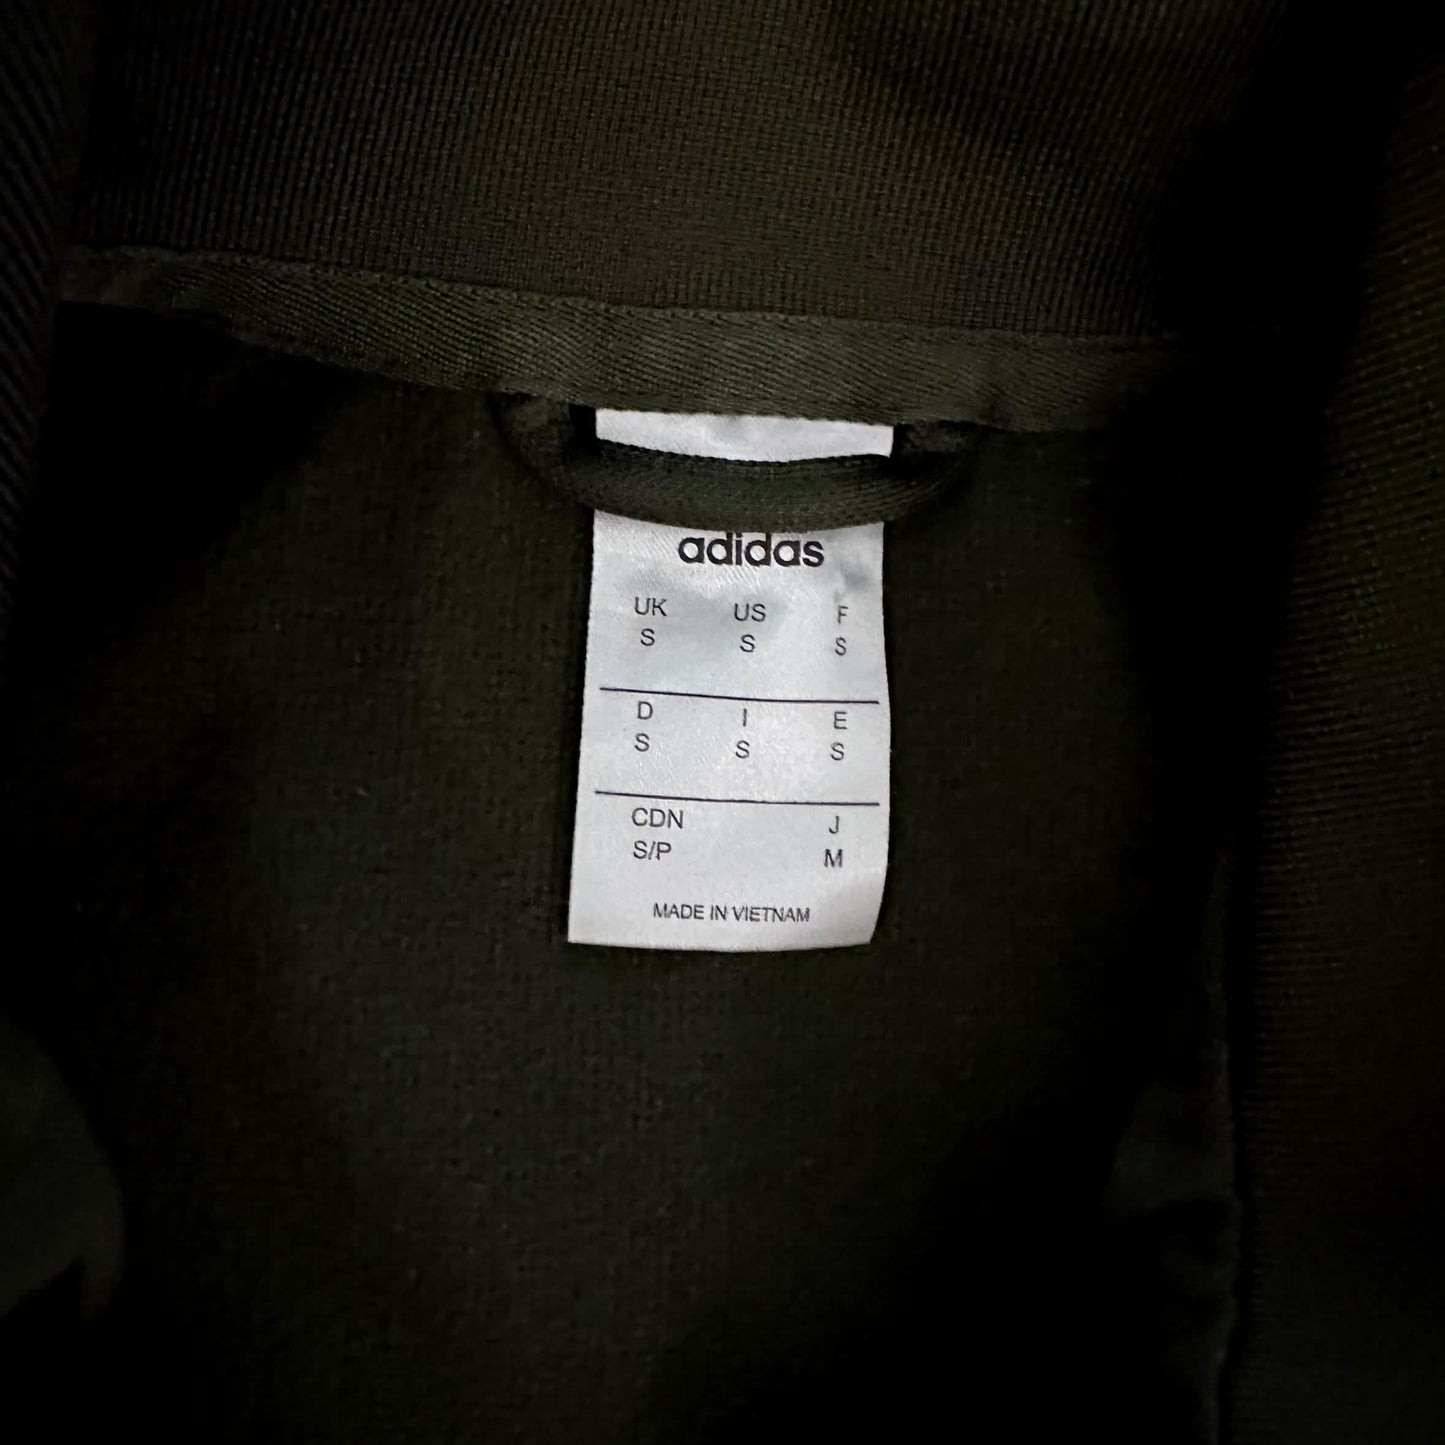 adidas
UK US F
S S S
D I E
S S S
CDN J
S/P M
MADE IN VIETNAM